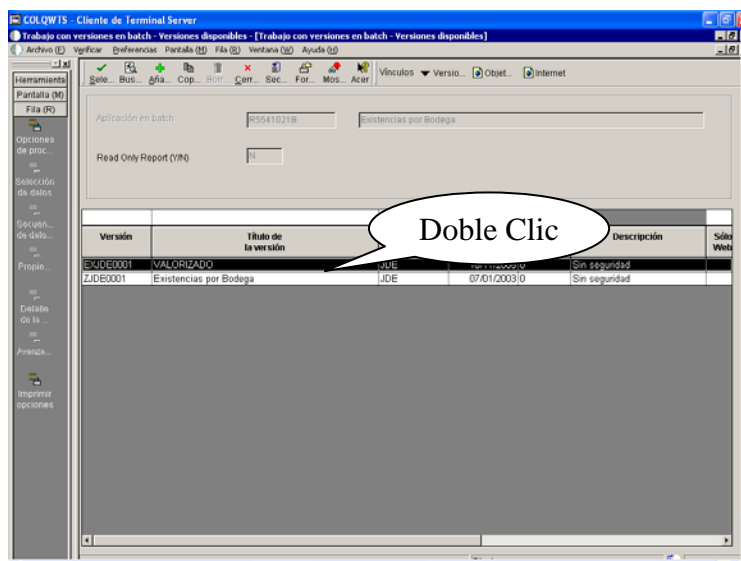 COLQWTS - Cliente de Terminal Server
Trabajo con versiones en batch - Versiones disponibles - [Trabajo con versiones en batch - Versiones disponibles]
Archivo (F) Verificar Preferencias Pantalla (M) Fila (R) Ventana (W) Ayuda (H)
Herramienta
Pantalla (M)
Fila (R)
Opciones
de proc...
Selección
de datos
Secuen...
de dato...
Propie...
Detalle
de la ...
Avanza...
Imprimir
opciones
Sele... Bus... Aña... Cop... Borr... Cerr... Sec... For... Mos... Acer Vínculos Versio... Objet... Internet
Aplicación en batch R5541021B Existencias por Bodega
Read Only Report (Y/N) N
Doble Clic
Versión Título de la versión Descripción Sólo Web
EXJDE0001 VALORIZADO JDE 0 Sin seguridad
ZJDE0001 Existencias por Bodega JDE 07/01/2003 0 Sin seguridad